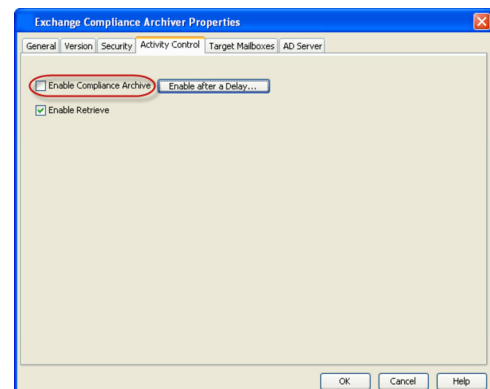 Exchange Compliance Archiver Properties
General Version Security Activity Control Target Mailboxes AD Server
Enable Compliance Archive Enable after a Delay...
Enable Retrieve
OK Cancel Help